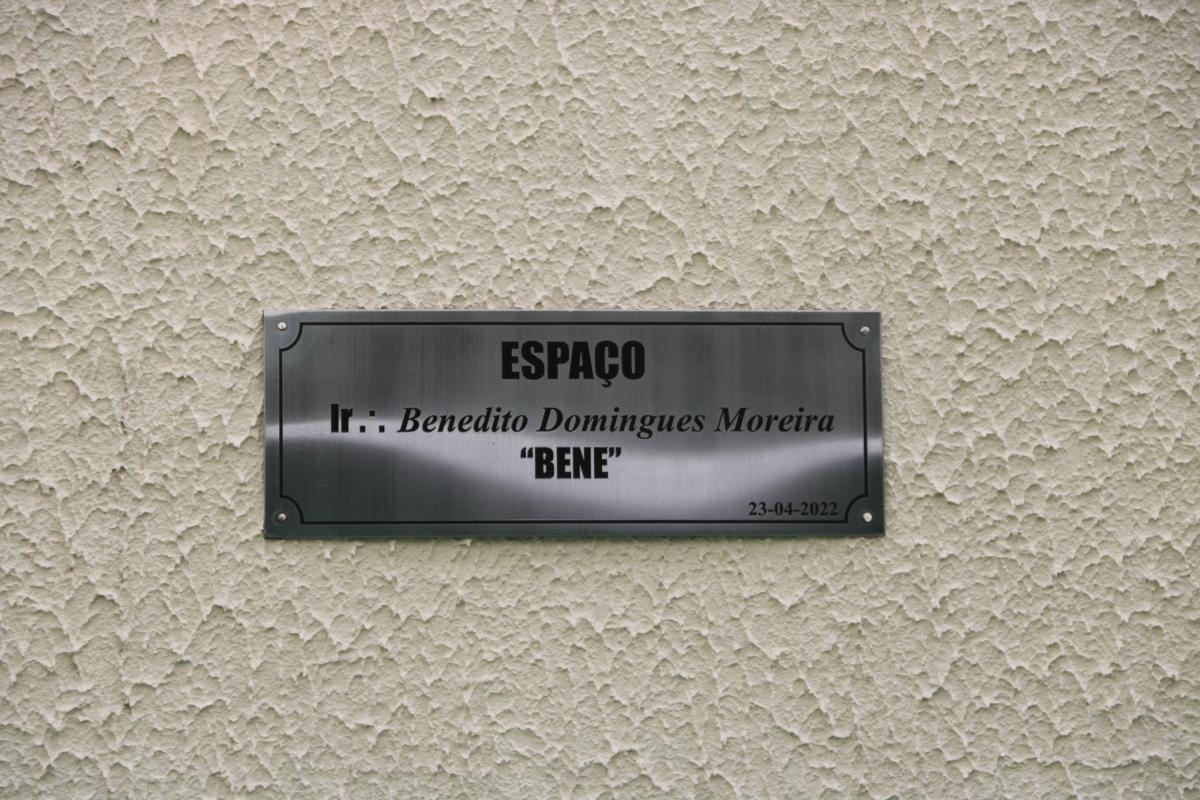 ESPAÇO
Ir.∴ Benedito Domingues Moreira
“BENE”
23-04-2022